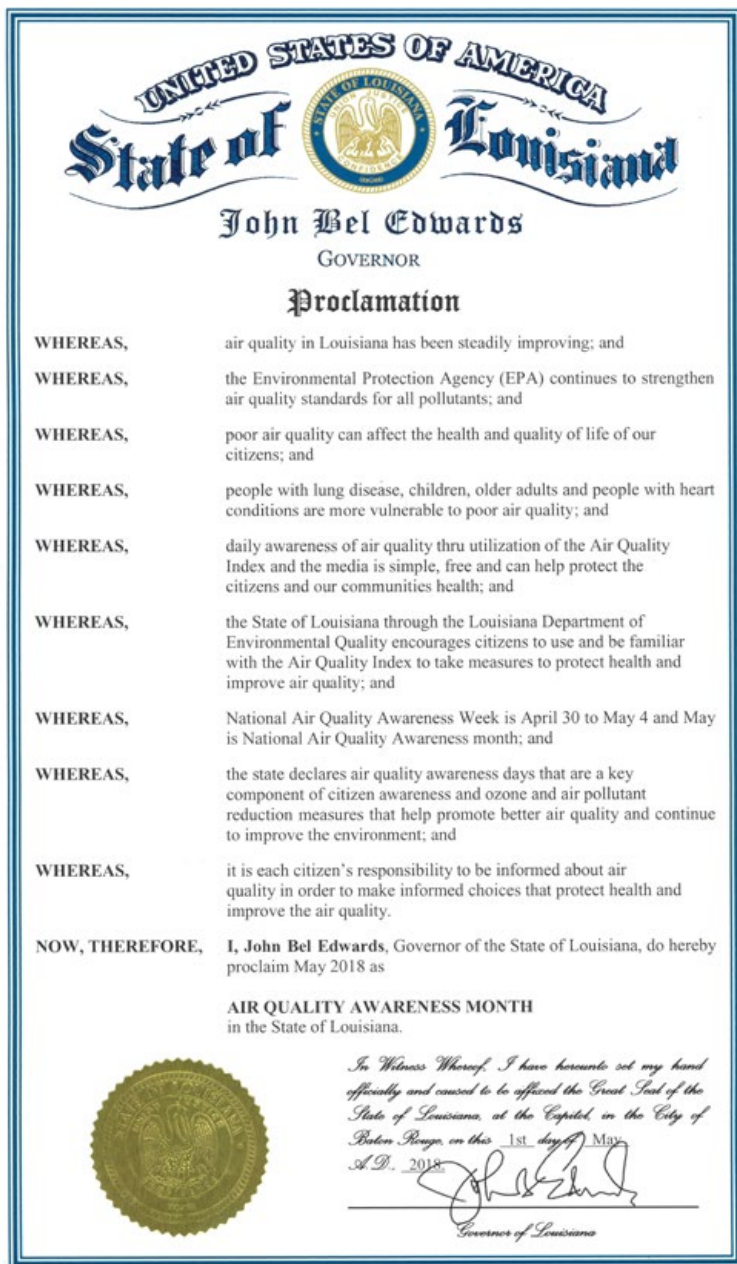 UNITED STATES OF AMERICA
State of Louisiana
STATE OF LOUISIANA
UNION JUSTICE
CONFIDENCE
John Bel Edwards
GOVERNOR
Proclamation
WHEREAS, air quality in Louisiana has been steadily improving; and
WHEREAS, the Environmental Protection Agency (EPA) continues to strengthen
air quality standards for all pollutants; and
WHEREAS, poor air quality can affect the health and quality of life of our
citizens; and
WHEREAS, people with lung disease, children, older adults and people with heart
conditions are more vulnerable to poor air quality; and
WHEREAS, daily awareness of air quality thru utilization of the Air Quality
Index and the media is simple, free and can help protect the
citizens and our communities health; and
WHEREAS, the State of Louisiana through the Louisiana Department of
Environmental Quality encourages citizens to use and be familiar
with the Air Quality Index to take measures to protect health and
improve air quality; and
WHEREAS, National Air Quality Awareness Week is April 30 to May 4 and May
is National Air Quality Awareness month; and
WHEREAS, the state declares air quality awareness days that are a key
component of citizen awareness and ozone and air pollutant
reduction measures that help promote better air quality and continue
to improve the environment; and
WHEREAS, it is each citizen's responsibility to be informed about air
quality in order to make informed choices that protect health and
improve the air quality.
NOW, THEREFORE, I, John Bel Edwards, Governor of the State of Louisiana, do hereby
proclaim May 2018 as
AIR QUALITY AWARENESS MONTH
in the State of Louisiana.
In Witness Whereof, I have hereunto set my hand
officially and caused to be affixed the Great Seal of the
State of Louisiana, at the Capitol, in the City of
Baton Rouge, on this 1st day of May
A.D., 2018.
Governor of Louisiana